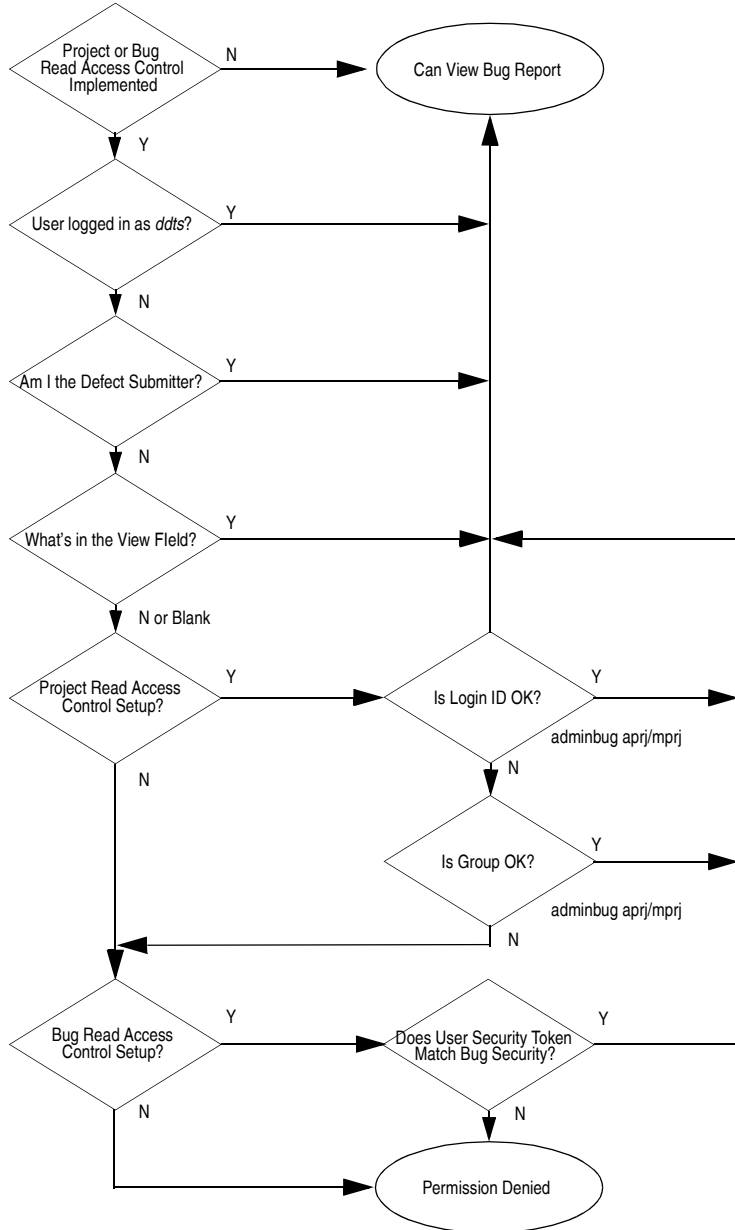 Project or Bug
Read Access Control
Implemented
N
Can View Bug Report
Y
User logged in as ddts?
Y
N
Am I the Defect Submitter?
Y
N
What's in the View FIeld?
Y
N or Blank
Project Read Access
Control Setup?
Y
Is Login ID OK?
Y
adminbug aprj/mprj
N
N
Is Group OK?
Y
adminbug aprj/mprj
N
Bug Read Access
Control Setup?
Y
Does User Security Token
Match Bug Security?
Y
N
N
Permission Denied